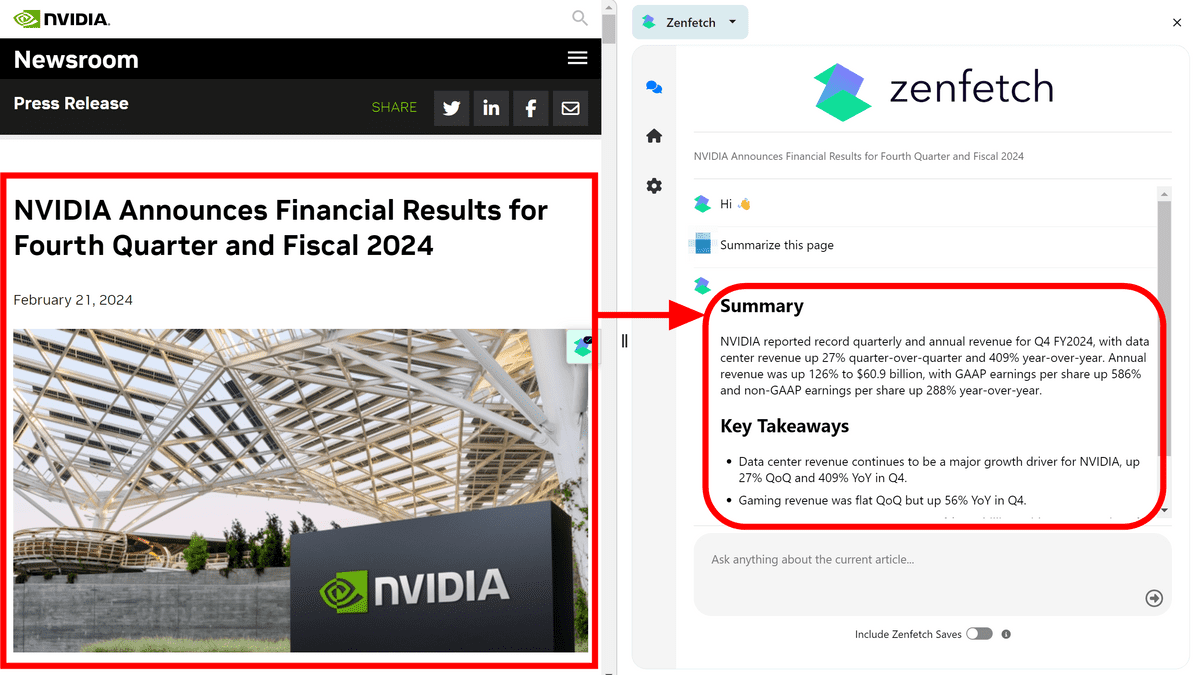 NVIDIA.
Newsroom
Press Release
SHARE
NVIDIA Announces Financial Results for
Fourth Quarter and Fiscal 2024
February 21, 2024
NVIDIA
Zenfetch
zenfetch
NVIDIA Announces Financial Results for Fourth Quarter and Fiscal 2024
Hi 👋
Summarize this page
Summary
NVIDIA reported record quarterly and annual revenue for Q4 FY2024, with data
center revenue up 27% quarter-over-quarter and 409% year-over-year. Annual
revenue was up 126% to $60.9 billion, with GAAP earnings per share up 586%
and non-GAAP earnings per share up 288% year-over-year.
Key Takeaways
• Data center revenue continues to be a major growth driver for NVIDIA, up
27% QoQ and 409% YoY in Q4.
• Gaming revenue was flat QoQ but up 56% YoY in Q4.
Ask anything about the current article...
Include Zenfetch Saves